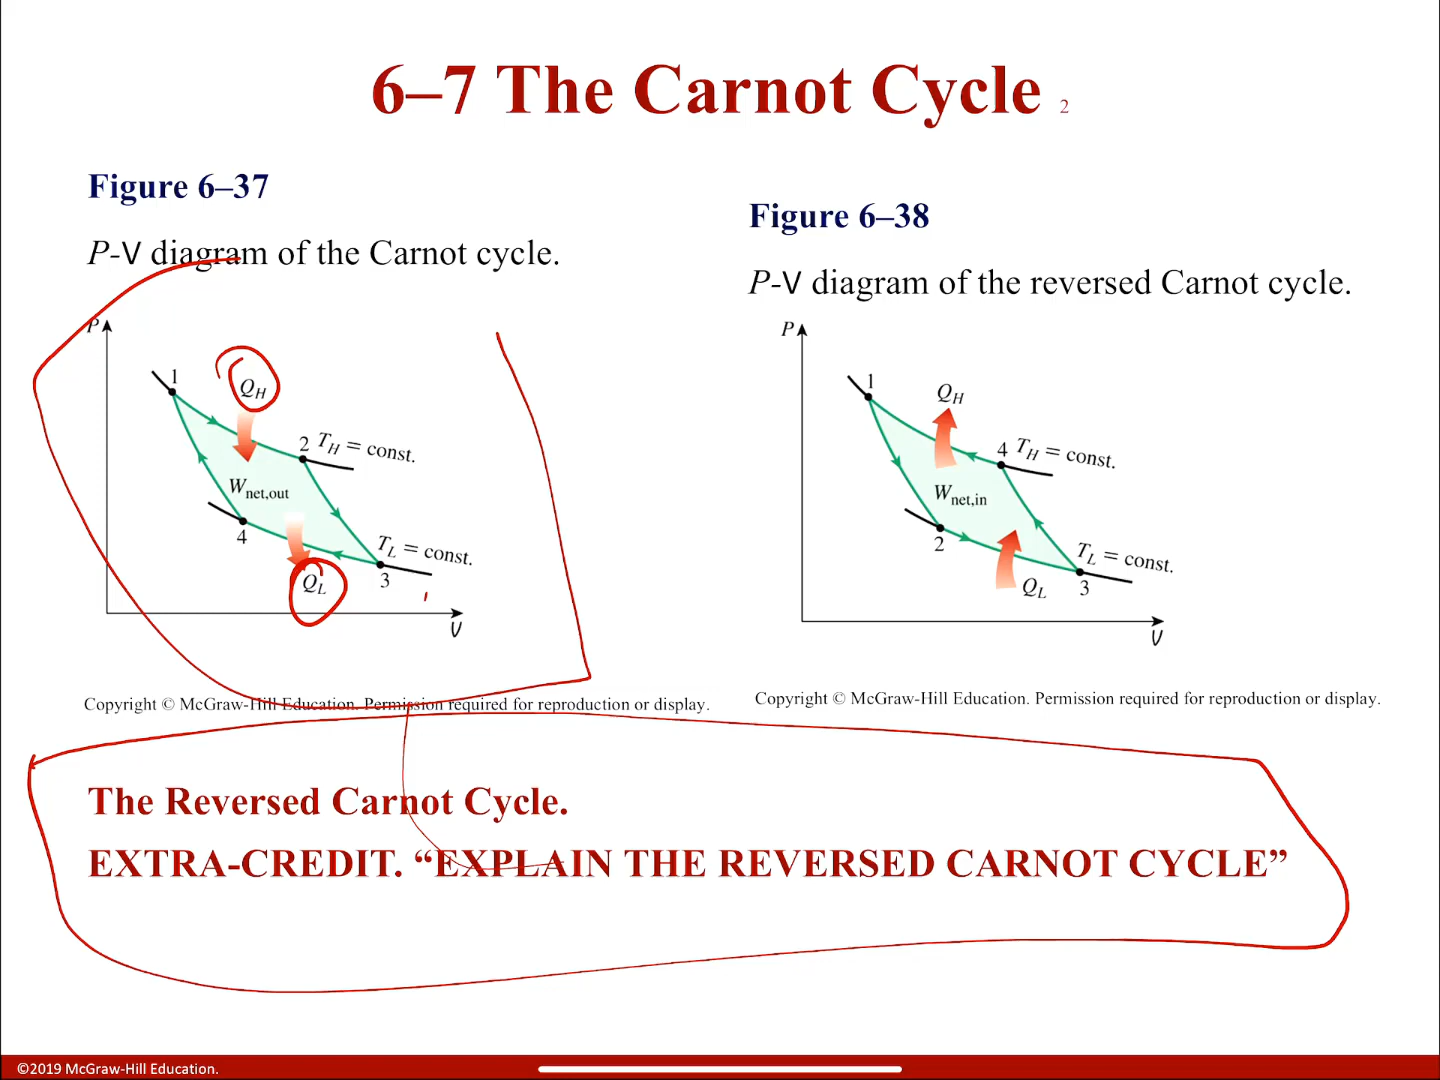 6–7 The Carnot Cycle 2
Figure 6–37
P-V diagram of the Carnot cycle.
P
1
Q_H
2 T_H = const.
W_net,out
4
T_L = const.
Q_L
3
V
Copyright © McGraw-Hill Education. Permission required for reproduction or display.
Figure 6–38
P-V diagram of the reversed Carnot cycle.
P
1
Q_H
4 T_H = const.
W_net,in
2
T_L = const.
Q_L
3
V
Copyright © McGraw-Hill Education. Permission required for reproduction or display.
The Reversed Carnot Cycle.
EXTRA-CREDIT. “EXPLAIN THE REVERSED CARNOT CYCLE”
©2019 McGraw-Hill Education.